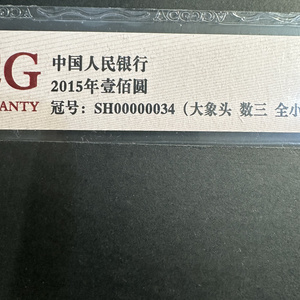 G 中国人民银行
2015年壹佰圆
RANTY 冠号：SH00000034（大象头 数三 全小